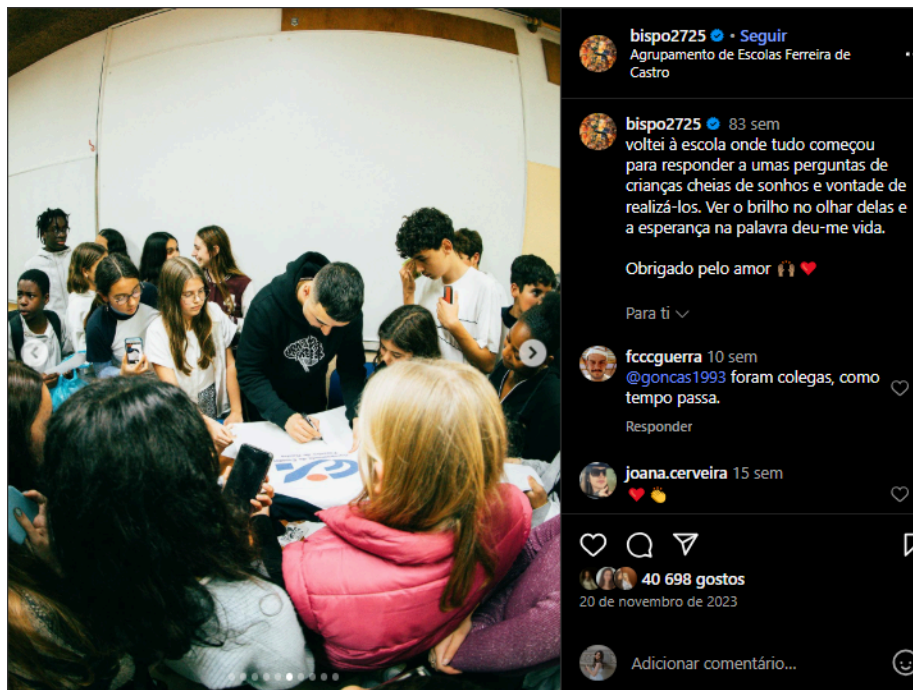 bispo2725 • Seguir
Agrupamento de Escolas Ferreira de
Castro
bispo2725 83 sem
voltei à escola onde tudo começou
para responder a umas perguntas de
crianças cheias de sonhos e vontade de
realizá-los. Ver o brilho no olhar delas e
a esperança na palavra deu-me vida.
Obrigado pelo amor 🙌🏾 ❤️
Para ti
fcccguerra 10 sem
@goncas1993 foram colegas, como
tempo passa.
Responder
joana.cerveira 15 sem
❤️ 👏
40 698 gostos
20 de novembro de 2023
Adicionar comentário...